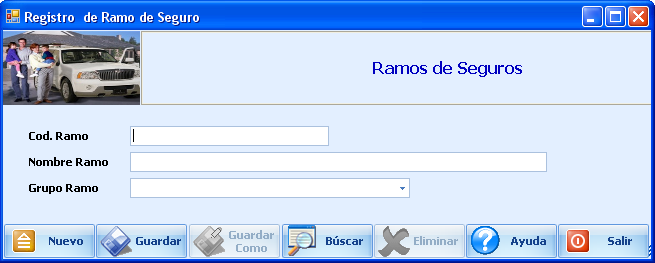 Registro de Ramo de Seguro
Ramos de Seguros
Cod. Ramo
Nombre Ramo
Grupo Ramo
Nuevo
Guardar
Guardar
Como
Búscar
Eliminar
Ayuda
Salir